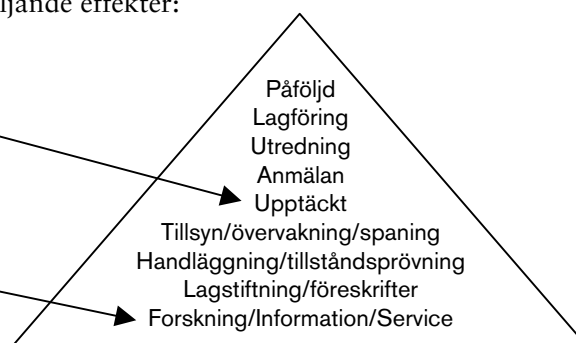 ljande effekter:
Påföljd
Lagföring
Utredning
Anmälan
Upptäckt
Tillsyn/övervakning/spaning
Handläggning/tillståndsprövning
Lagstiftning/föreskrifter
Forskning/Information/Service